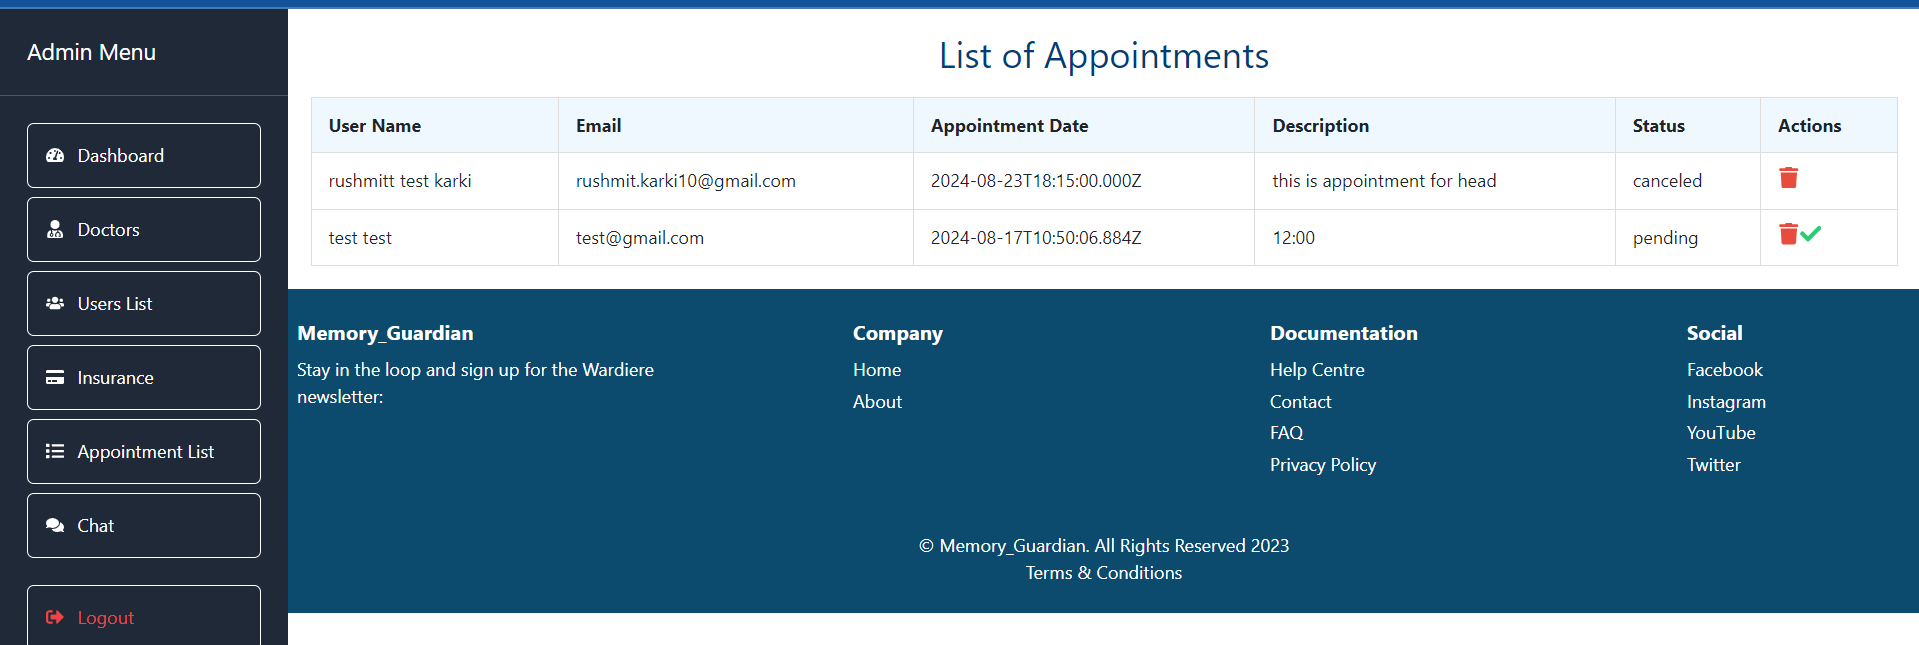 Admin Menu
Dashboard
Doctors
Users List
Insurance
Appointment List
Chat
Logout
List of Appointments
User Name Email Appointment Date Description Status Actions
rushmitt test karki rushmit.karki10@gmail.com 2024-08-23T18:15:00.000Z this is appointment for head canceled
test test test@gmail.com 2024-08-17T10:50:06.884Z 12:00 pending
Memory_Guardian
Stay in the loop and sign up for the Wardiere
newsletter:
Company
Home
About
Documentation
Help Centre
Contact
FAQ
Privacy Policy
Social
Facebook
Instagram
YouTube
Twitter
© Memory_Guardian. All Rights Reserved 2023
Terms & Conditions